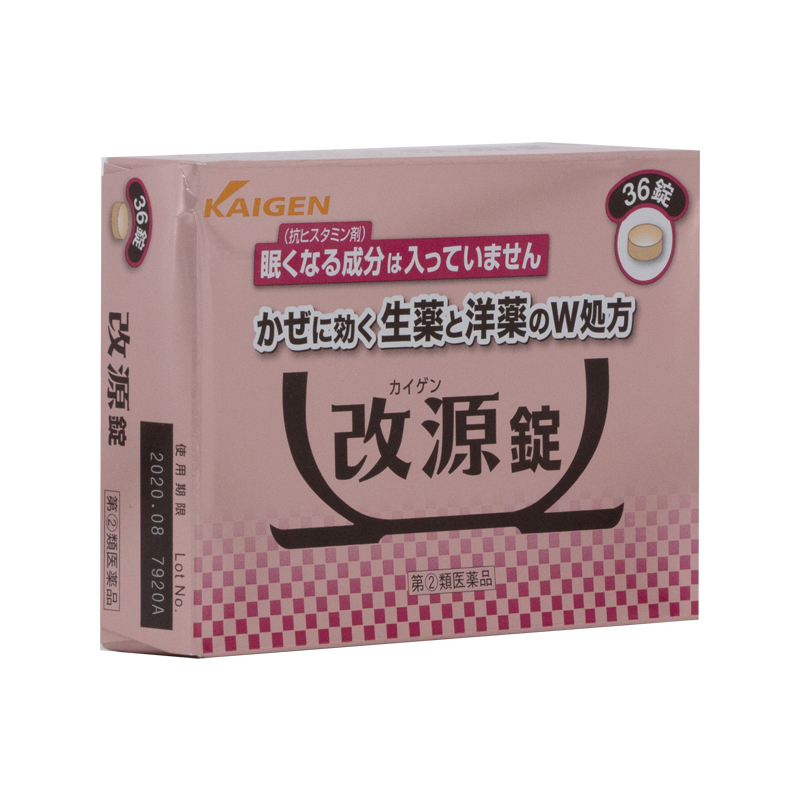 KAIGEN
(抗ヒスタミン剤)
眠くなる成分は入っていません
かぜに効く生薬と洋薬のW処方
カイゲン
改源錠
指②類医薬品
36錠
36錠
改源錠
使用期限 Lot No.
2020.08 7920A
指②類医薬品